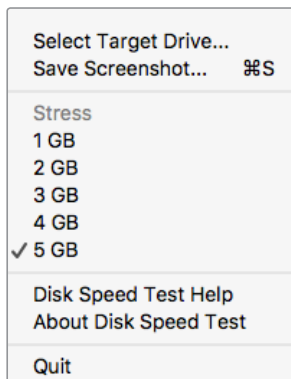 Select Target Drive...
Save Screenshot... ⌘S
Stress
1 GB
2 GB
3 GB
4 GB
✓ 5 GB
Disk Speed Test Help
About Disk Speed Test
Quit